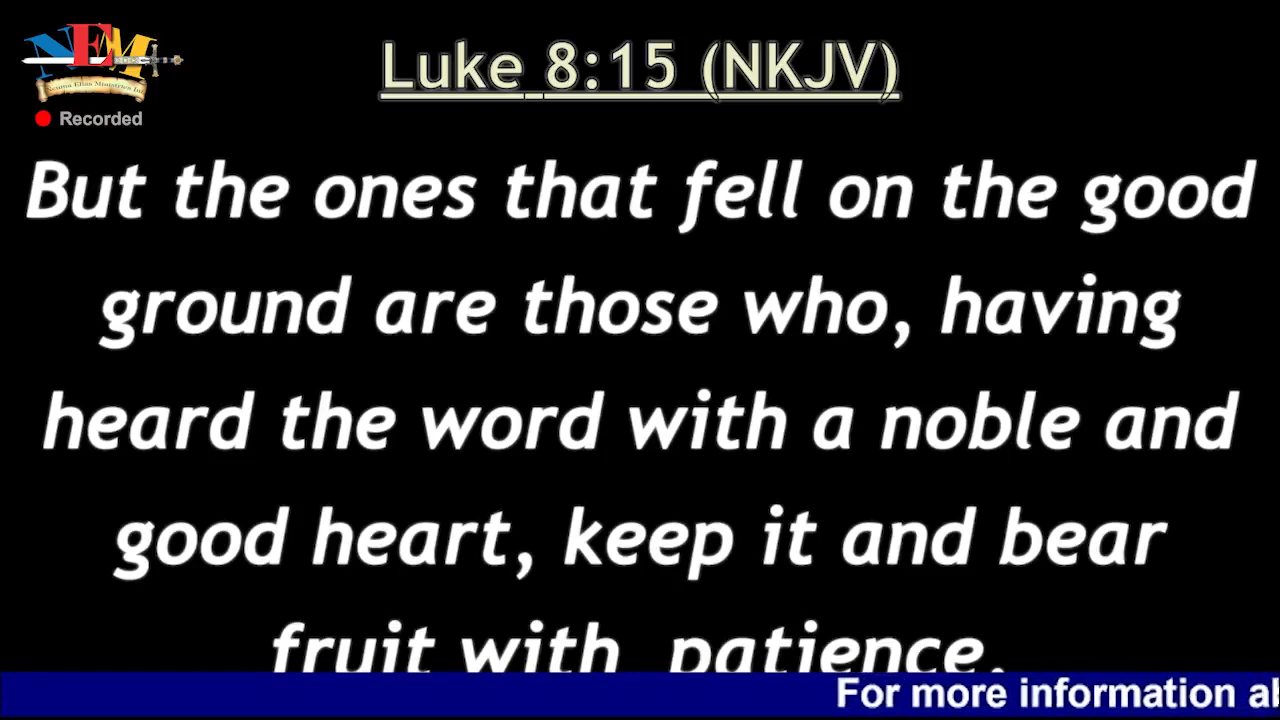 NEM
Recorded
Luke 8:15 (NKJV)
But the ones that fell on the good
ground are those who, having
heard the word with a noble and
good heart, keep it and bear
fruit with patience.
For more information